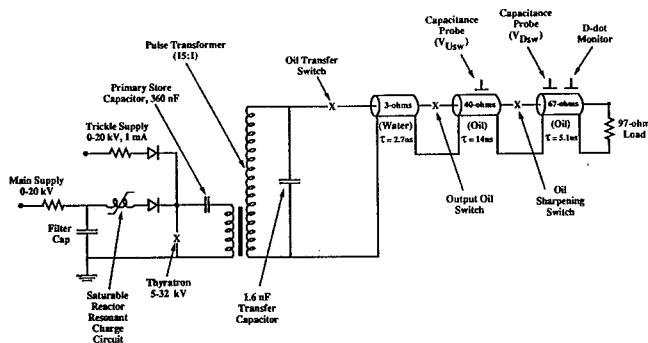 Capacitance
Probe
(VUsw)
Capacitance
Probe
(VDsw)
D-dot
Monitor
Pulse Transformer
(15:1)
Oil Transfer
Switch
Primary Store
Capacitor, 360 nF
3-ohms
(Water)
τ = 2.7ns
40-ohms
(Oil)
τ = 14ns
67-ohms
(Oil)
τ = 5.1ns
97-ohm
Load
Trickle Supply
0-20 kV, 1 mA
Main Supply
0-20 kV
Filter
Cap
Output Oil
Switch
Oil
Sharpening
Switch
Thyratron
5-32 kV
1.6 nF
Transfer
Capacitor
Saturable
Reactor
Resonant
Charge
Circuit